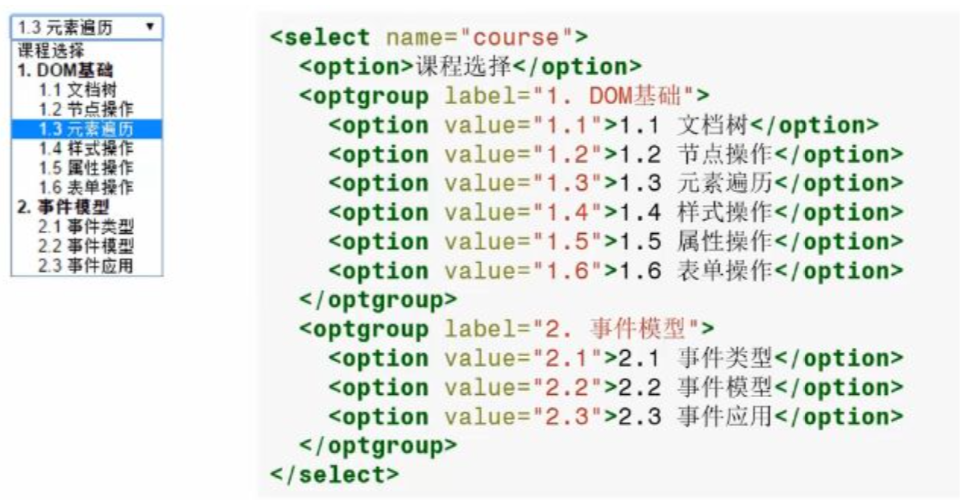 1.3 元素遍历
课程选择
1. DOM基础
1.1 文档树
1.2 节点操作
1.3 元素遍历
1.4 样式操作
1.5 属性操作
1.6 表单操作
2. 事件模型
2.1 事件类型
2.2 事件模型
2.3 事件应用
<select name="course">
<option>课程选择</option>
<optgroup label="1. DOM基础">
<option value="1.1">1.1 文档树</option>
<option value="1.2">1.2 节点操作</option>
<option value="1.3">1.3 元素遍历</option>
<option value="1.4">1.4 样式操作</option>
<option value="1.5">1.5 属性操作</option>
<option value="1.6">1.6 表单操作</option>
</optgroup>
<optgroup label="2. 事件模型">
<option value="2.1">2.1 事件类型</option>
<option value="2.2">2.2 事件模型</option>
<option value="2.3">2.3 事件应用</option>
</optgroup>
</select>